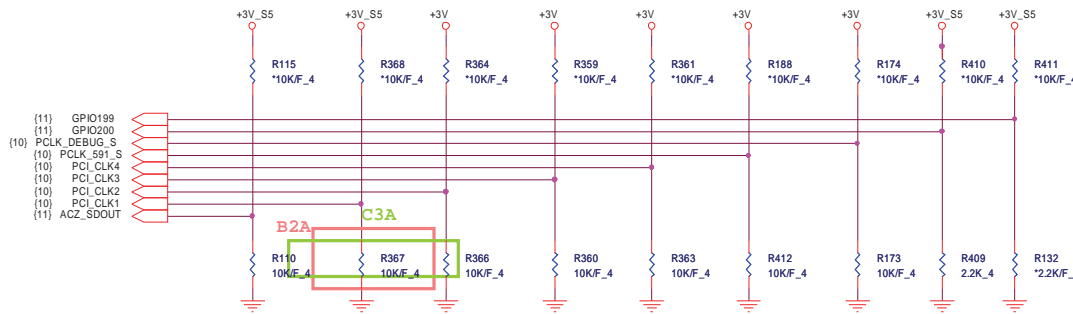 +3V_S5 +3V_S5 +3V +3V +3V +3V +3V +3V_S5 +3V_S5
R115 R368 R364 R359 R361 R188 R174 R410 R411
*10K/F_4 *10K/F_4 *10K/F_4 *10K/F_4 *10K/F_4 *10K/F_4 *10K/F_4 *10K/F_4 *10K/F_4
{11} GPIO199
{11} GPIO200
{10} PCLK_DEBUG_S
{10} PCLK_591_S
{10} PCI_CLK4
{10} PCI_CLK3
{10} PCI_CLK2
{10} PCI_CLK1
{11} ACZ_SDOUT
C3A
B2A
R110 R367 R366 R360 R363 R412 R173 R409 R132
10K/F_4 10K/F_4 10K/F_4 10K/F_4 10K/F_4 10K/F_4 10K/F_4 2.2K_4 *2.2K/F_